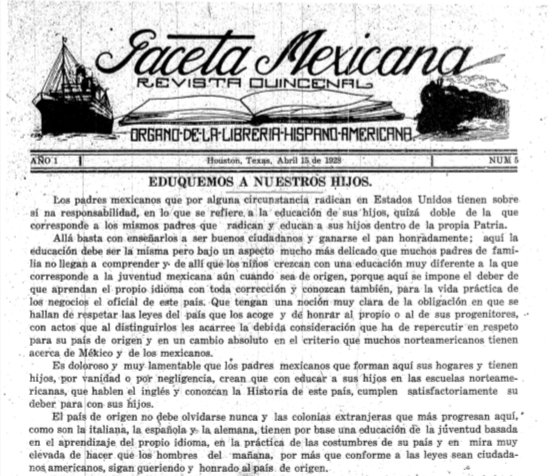 Gaceta Mexicana
REVISTA QUINCENAL
ORGANO-DE-LA-LIBRERIA-HISPANO-AMERICANA
AÑO 1 Houston, Texas, Abril 15 de 1928 NUM 5
EDUQUEMOS A NUESTROS HIJOS.
Los padres mexicanos que por alguna circunstancia radican en Estados Unidos tienen sobre
sí na responsabilidad, en lo que se refiere a la educación de sus hijos, quizá doble de la que
corresponde a los mismos padres que radican y educan a sus hijos dentro de la propia Patria.
Allá basta con enseñarlos a ser buenos ciudadanos y ganarse el pan honradamente; aquí la
educación debe ser la misma pero bajo un aspecto mucho más delicado que muchos padres de fami-
lia no llegan a comprender y de allí que los niños crezcan con una educación muy diferente a la que
corresponde a la juventud mexicana aún cuando sea de origen, porque aquí se impone el deber de
que aprendan el propio idioma con toda corrección y conozcan también, para la vida práctica de
los negocios el oficial de este país. Que tengan una noción muy clara de la obligación en que se
hallan de respetar las leyes del país que los acoge y de honrar al propio o al de sus progenitores,
con actos que al distinguirlos les acarree la debida consideración que ha de repercutir en respeto
para su país de origen y en un cambio absoluto en el criterio que muchos norteamericanos tienen
acerca de México y de los mexicanos.
Es doloroso y muy lamentable que los padres mexicanos que forman aquí sus hogares y tienen
hijos, por vanidad o por negligencia, crean que con educar a sus hijos en las escuelas norteame-
ricanas, que hablen el inglés y conozcan la Historia de este país, cumplen satisfactoriamente su
deber para con sus hijos.
El país de origen no debe olvidarse nunca y las colonias extranjeras que más progresan aquí,
como son la italiana, la española y la alemana, tienen por base una educación de la juventud basada
en el aprendizaje del propio idioma, en la práctica de las costumbres de su país y en mira muy
elevada de hacer que los hombres del mañana, por más que conforme a las leyes sean ciudada-
nos americanos, sigan queriendo y honrado al país de origen.